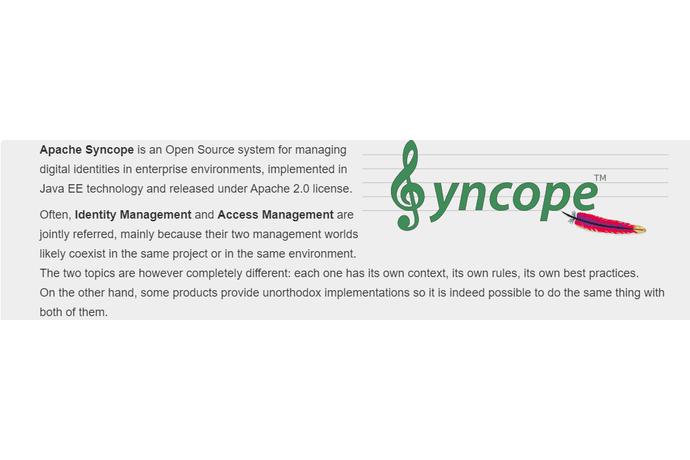 Apache Syncope is an Open Source system for managing
digital identities in enterprise environments, implemented in
Java EE technology and released under Apache 2.0 license.
Syncope™
Often, Identity Management and Access Management are
jointly referred, mainly because their two management worlds
likely coexist in the same project or in the same environment.
The two topics are however completely different: each one has its own context, its own rules, its own best practices.
On the other hand, some products provide unorthodox implementations so it is indeed possible to do the same thing with
both of them.